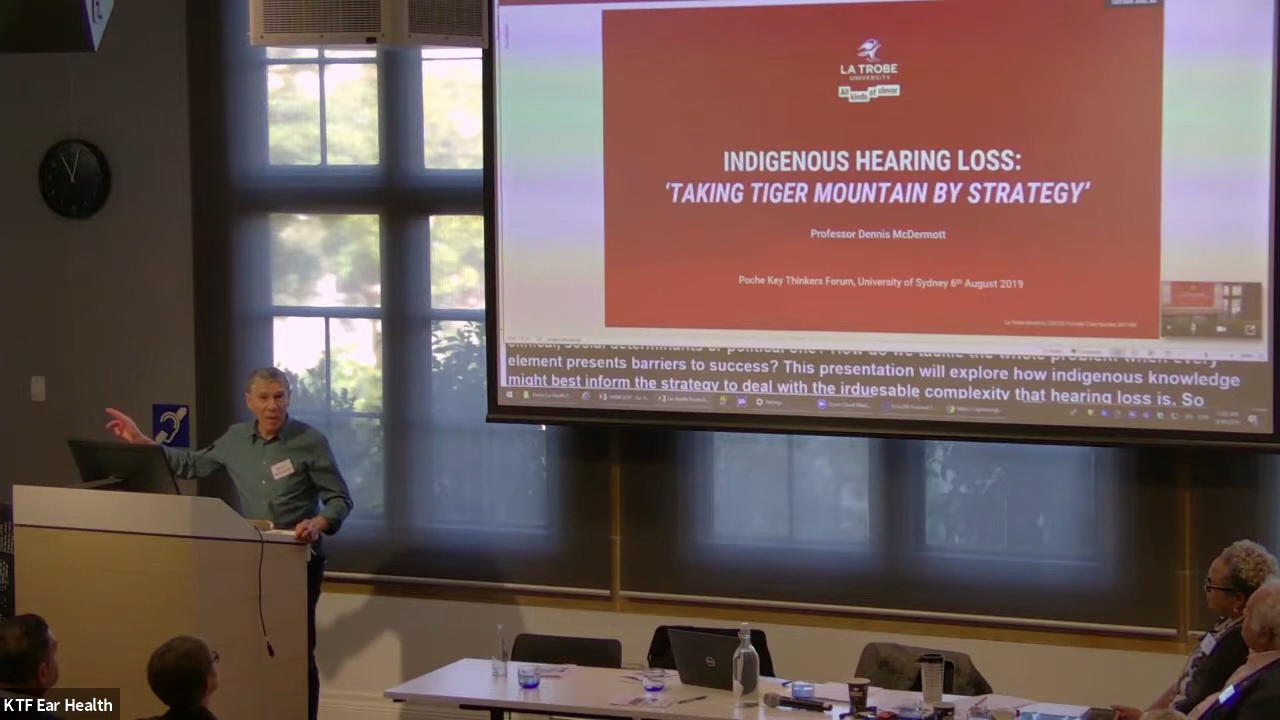 LA TROBE
UNIVERSITY
All kinds of clever
INDIGENOUS HEARING LOSS:
‘TAKING TIGER MOUNTAIN BY STRATEGY’
Professor Dennis McDermott
Poche Key Thinkers Forum, University of Sydney 6th August 2019
element presents barriers to success? This presentation will explore how indigenous knowledge
might best inform the strategy to deal with the irduesable complexity that hearing loss is. So
KTF Ear Health